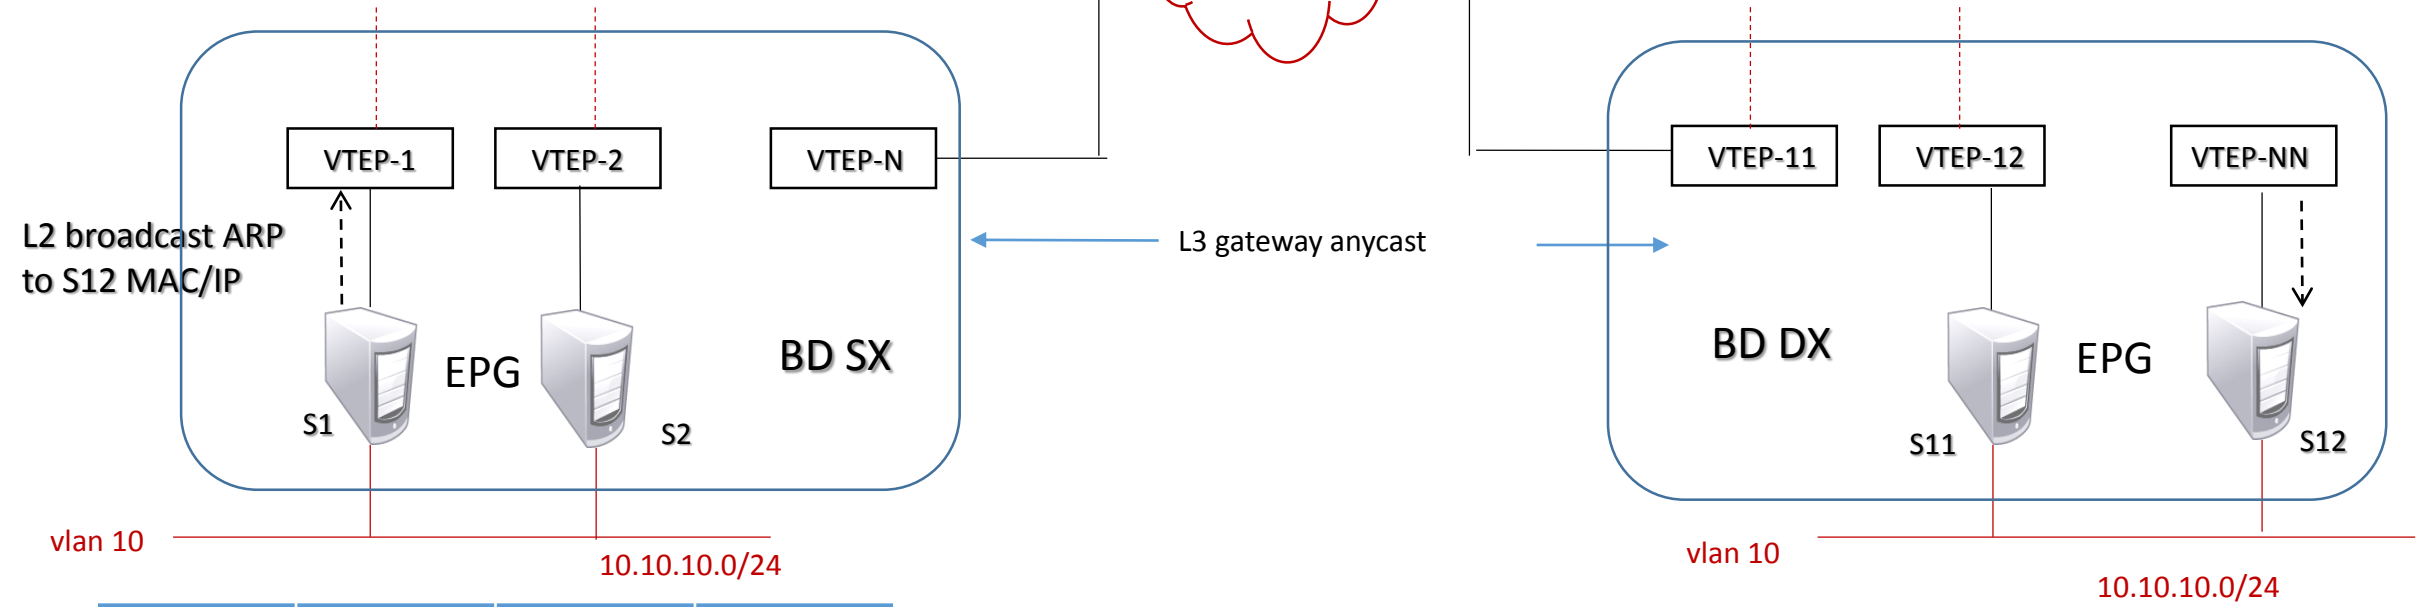 VTEP-1
VTEP-2
VTEP-N
VTEP-11
VTEP-12
VTEP-NN
L2 broadcast ARP
to S12 MAC/IP
L3 gateway anycast
EPG
BD SX
BD DX
EPG
S1
S2
S11
S12
vlan 10
10.10.10.0/24
vlan 10
10.10.10.0/24